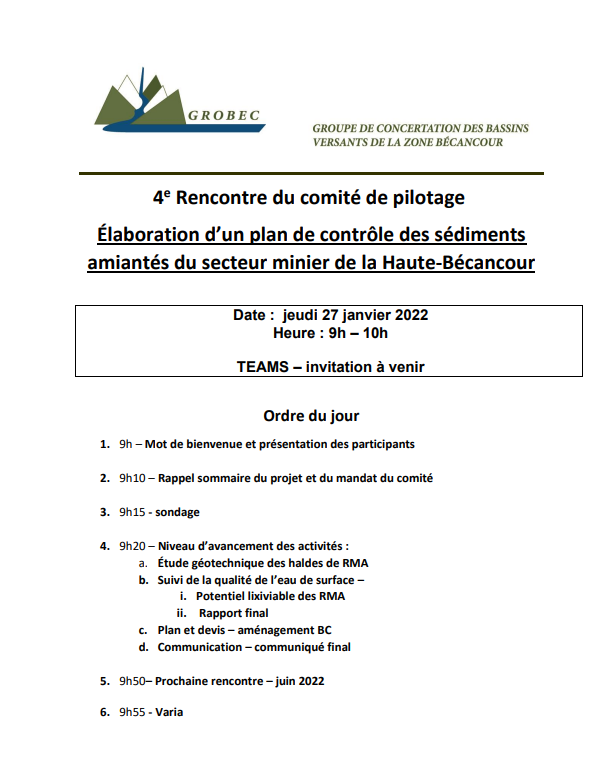 GROBEC
GROUPE DE CONCERTATION DES BASSINS
VERSANTS DE LA ZONE BÉCANCOUR
4e Rencontre du comité de pilotage
Élaboration d’un plan de contrôle des sédiments
amiantés du secteur minier de la Haute-Bécancour
Date : jeudi 27 janvier 2022
Heure : 9h – 10h
TEAMS – invitation à venir
Ordre du jour
1. 9h – Mot de bienvenue et présentation des participants
2. 9h10 – Rappel sommaire du projet et du mandat du comité
3. 9h15 - sondage
4. 9h20 – Niveau d’avancement des activités :
a. Étude géotechnique des haldes de RMA
b. Suivi de la qualité de l’eau de surface –
i. Potentiel lixiviable des RMA
ii. Rapport final
c. Plan et devis – aménagement BC
d. Communication – communiqué final
5. 9h50– Prochaine rencontre – juin 2022
6. 9h55 - Varia